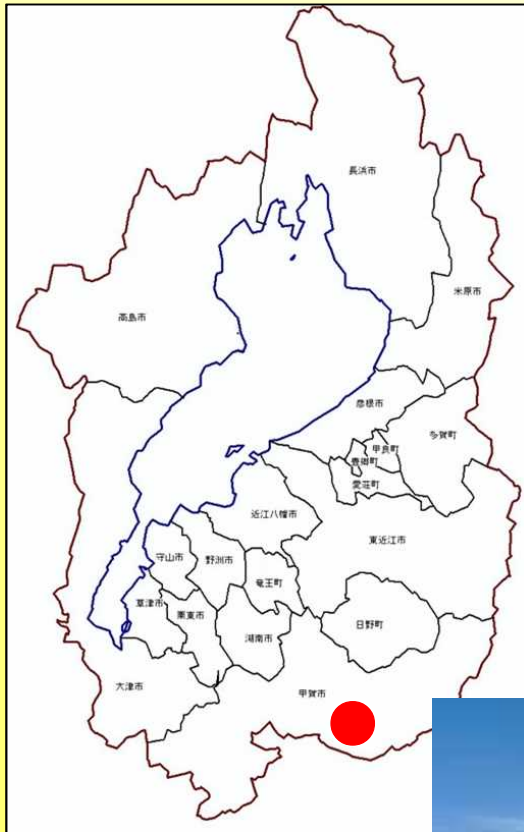 長浜市
米原市
高島市
彦根市
多賀町
甲良町
豊郷町
愛荘町
近江八幡市
東近江市
守山市
野洲市
竜王町
草津市
栗東市
湖南市
日野町
大津市
甲賀市